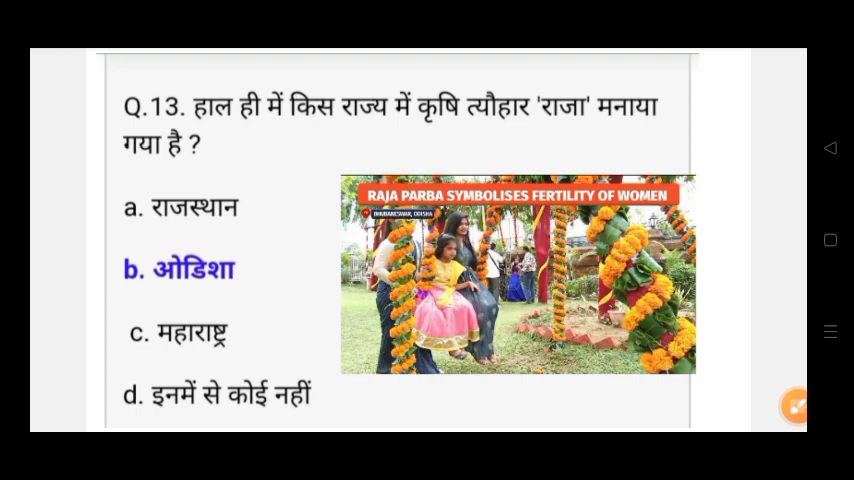 Q.13. हाल ही में किस राज्य में कृषि त्यौहार 'राजा' मनाया
गया है ?
a. राजस्थान
b. ओडिशा
c. महाराष्ट्र
d. इनमें से कोई नहीं
RAJA PARBA SYMBOLISES FERTILITY OF WOMEN
BHUBANESWAR, ODISHA